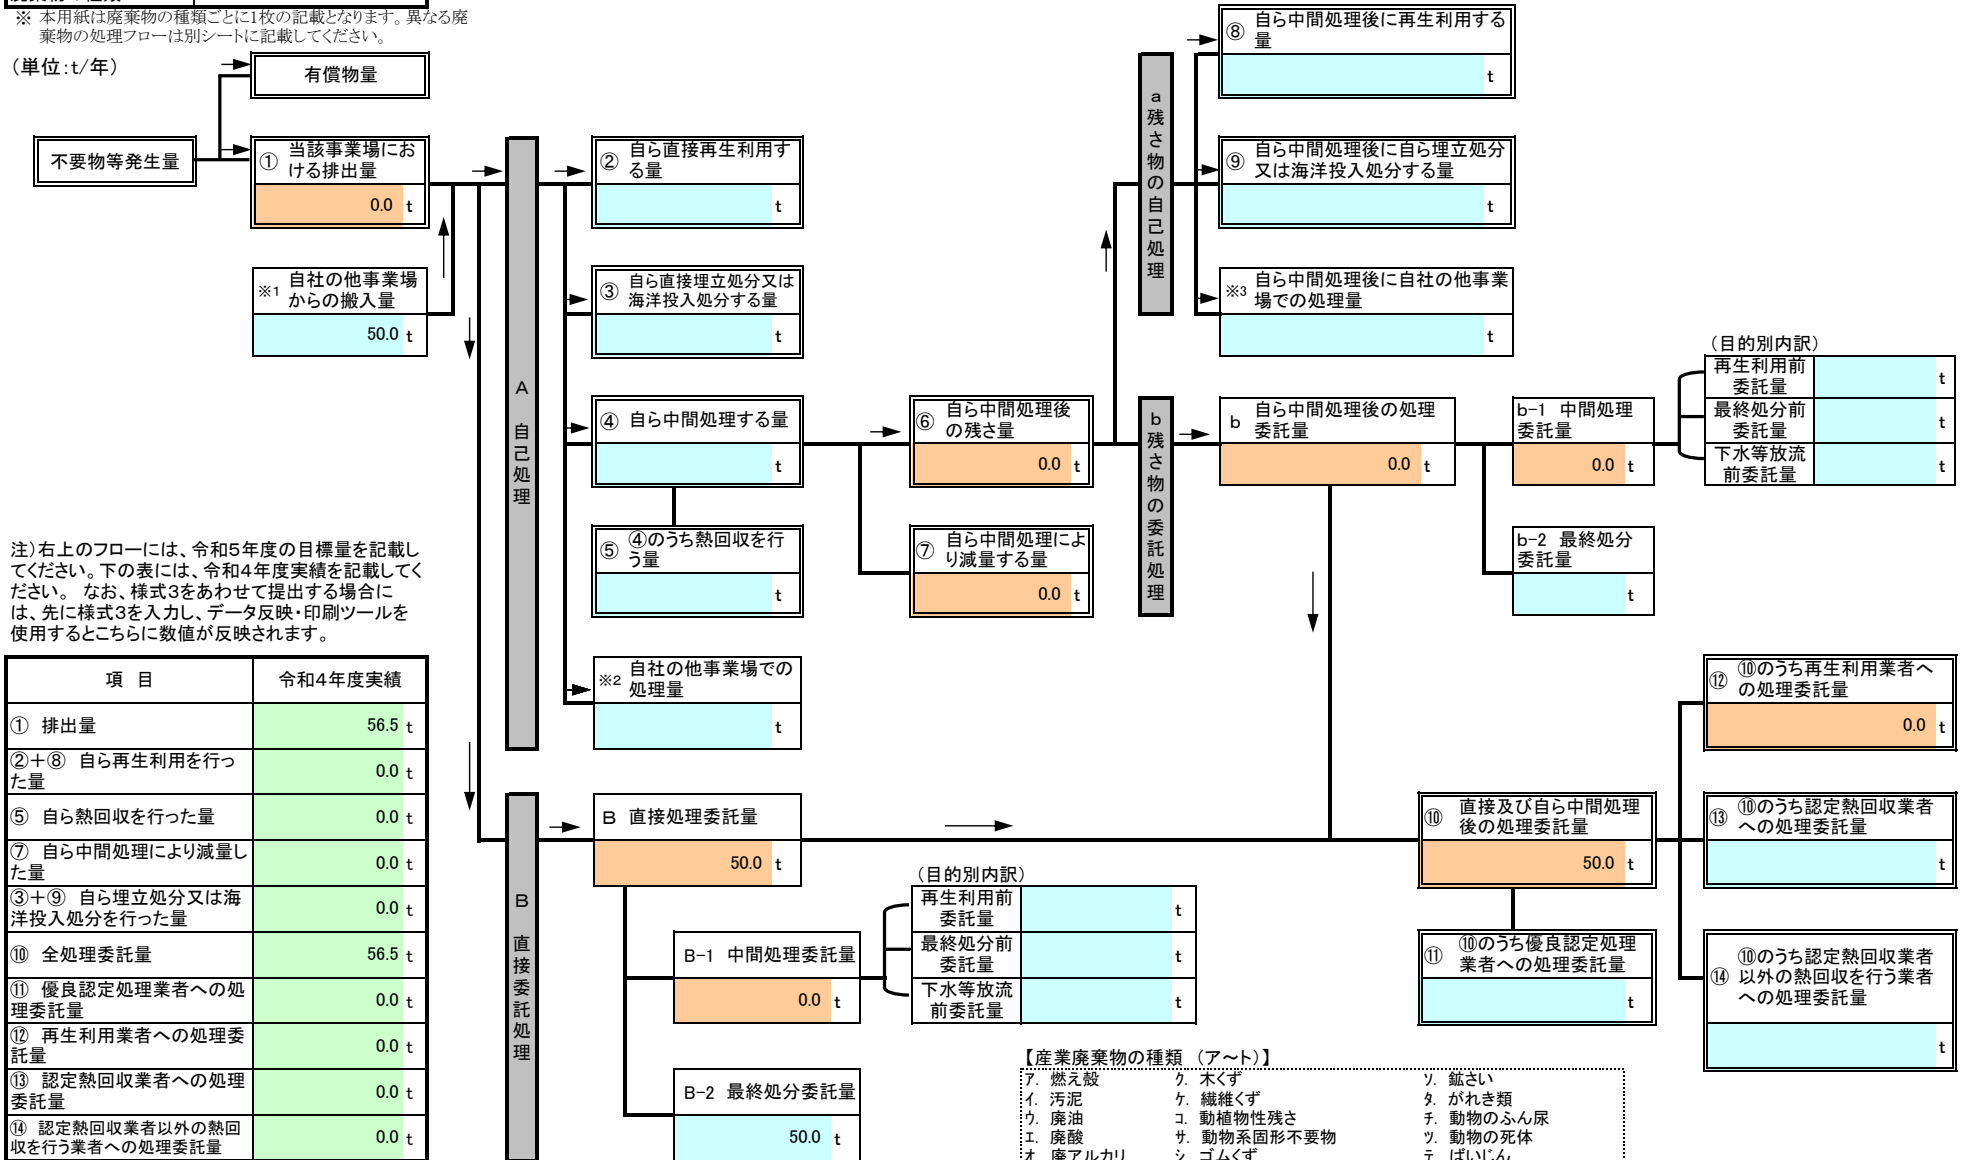 ※ 本用紙は廃棄物の種類ごとに1枚の記載となります。異なる廃
棄物の処理フローは別シートに記載してください。
(単位:t/年)
有償物量
不要物等発生量
① 当該事業場にお
ける排出量
0.0 t
※1 自社の他事業場
からの搬入量
50.0 t
A 自己処理
② 自ら直接再生利用す
る量
t
③ 自ら直接埋立処分又は
海洋投入処分する量
t
④ 自ら中間処理する量
t
⑤ ④のうち熱回収を行
う量
t
※2 自社の他事業場での
処理量
t
⑥ 自ら中間処理後
の残さ量
0.0 t
⑦ 自ら中間処理によ
り減量する量
0.0 t
a 残さ物の自己処理
⑧ 自ら中間処理後に再生利用する
量
t
⑨ 自ら中間処理後に自ら埋立処分
又は海洋投入処分する量
t
※3 自ら中間処理後に自社の他事業
場での処理量
t
b 残さ物の委託処理
b 自ら中間処理後の処理
委託量
0.0 t
b-1 中間処理
委託量
0.0 t
b-2 最終処分
委託量
t
(目的別内訳)
再生利用前
委託量
t
最終処分前
委託量
t
下水等放流
前委託量
t
注)右上のフローには、令和5年度の目標量を記載し
てください。下の表には、令和4年度実績を記載してく
ださい。 なお、様式3をあわせて提出する場合に
は、先に様式3を入力し、データ反映・印刷ツールを
使用するとこちらに数値が反映されます。
項 目 令和4年度実績
① 排出量 56.5 t
②+⑧ 自ら再生利用を行っ
た量 0.0 t
⑤ 自ら熱回収を行った量 0.0 t
⑦ 自ら中間処理により減量し
た量 0.0 t
③+⑨ 自ら埋立処分又は海
洋投入処分を行った量 0.0 t
⑩ 全処理委託量 56.5 t
⑪ 優良認定処理業者への処
理委託量 0.0 t
⑫ 再生利用業者への処理委
託量 0.0 t
⑬ 認定熱回収業者への処理
委託量 0.0 t
⑭ 認定熱回収業者以外の熱回
収を行う業者への処理委託量 0.0 t
B 直接委託処理
B 直接処理委託量
50.0 t
B-1 中間処理委託量
0.0 t
B-2 最終処分委託量
50.0 t
(目的別内訳)
再生利用前
委託量
t
最終処分前
委託量
t
下水等放流
前委託量
t
⑩ 直接及び自ら中間処理
後の処理委託量
50.0 t
⑪ ⑩のうち優良認定処理
業者への処理委託量
t
⑫ ⑩のうち再生利用業者へ
の処理委託量
0.0 t
⑬ ⑩のうち認定熱回収業者
への処理委託量
t
⑭ ⑩のうち認定熱回収業者
以外の熱回収を行う業者
への処理委託量
t
【産業廃棄物の種類 (ア~ト)】
ア. 燃え殻 ク. 木くず ソ. 鉱さい
イ. 汚泥 ケ. 繊維くず タ. がれき類
ウ. 廃油 コ. 動植物性残さ チ. 動物のふん尿
エ. 廃酸 サ. 動物系固形不要物 ツ. 動物の死体
オ. 廃アルカリ シ. ゴムくず テ. ばいじん